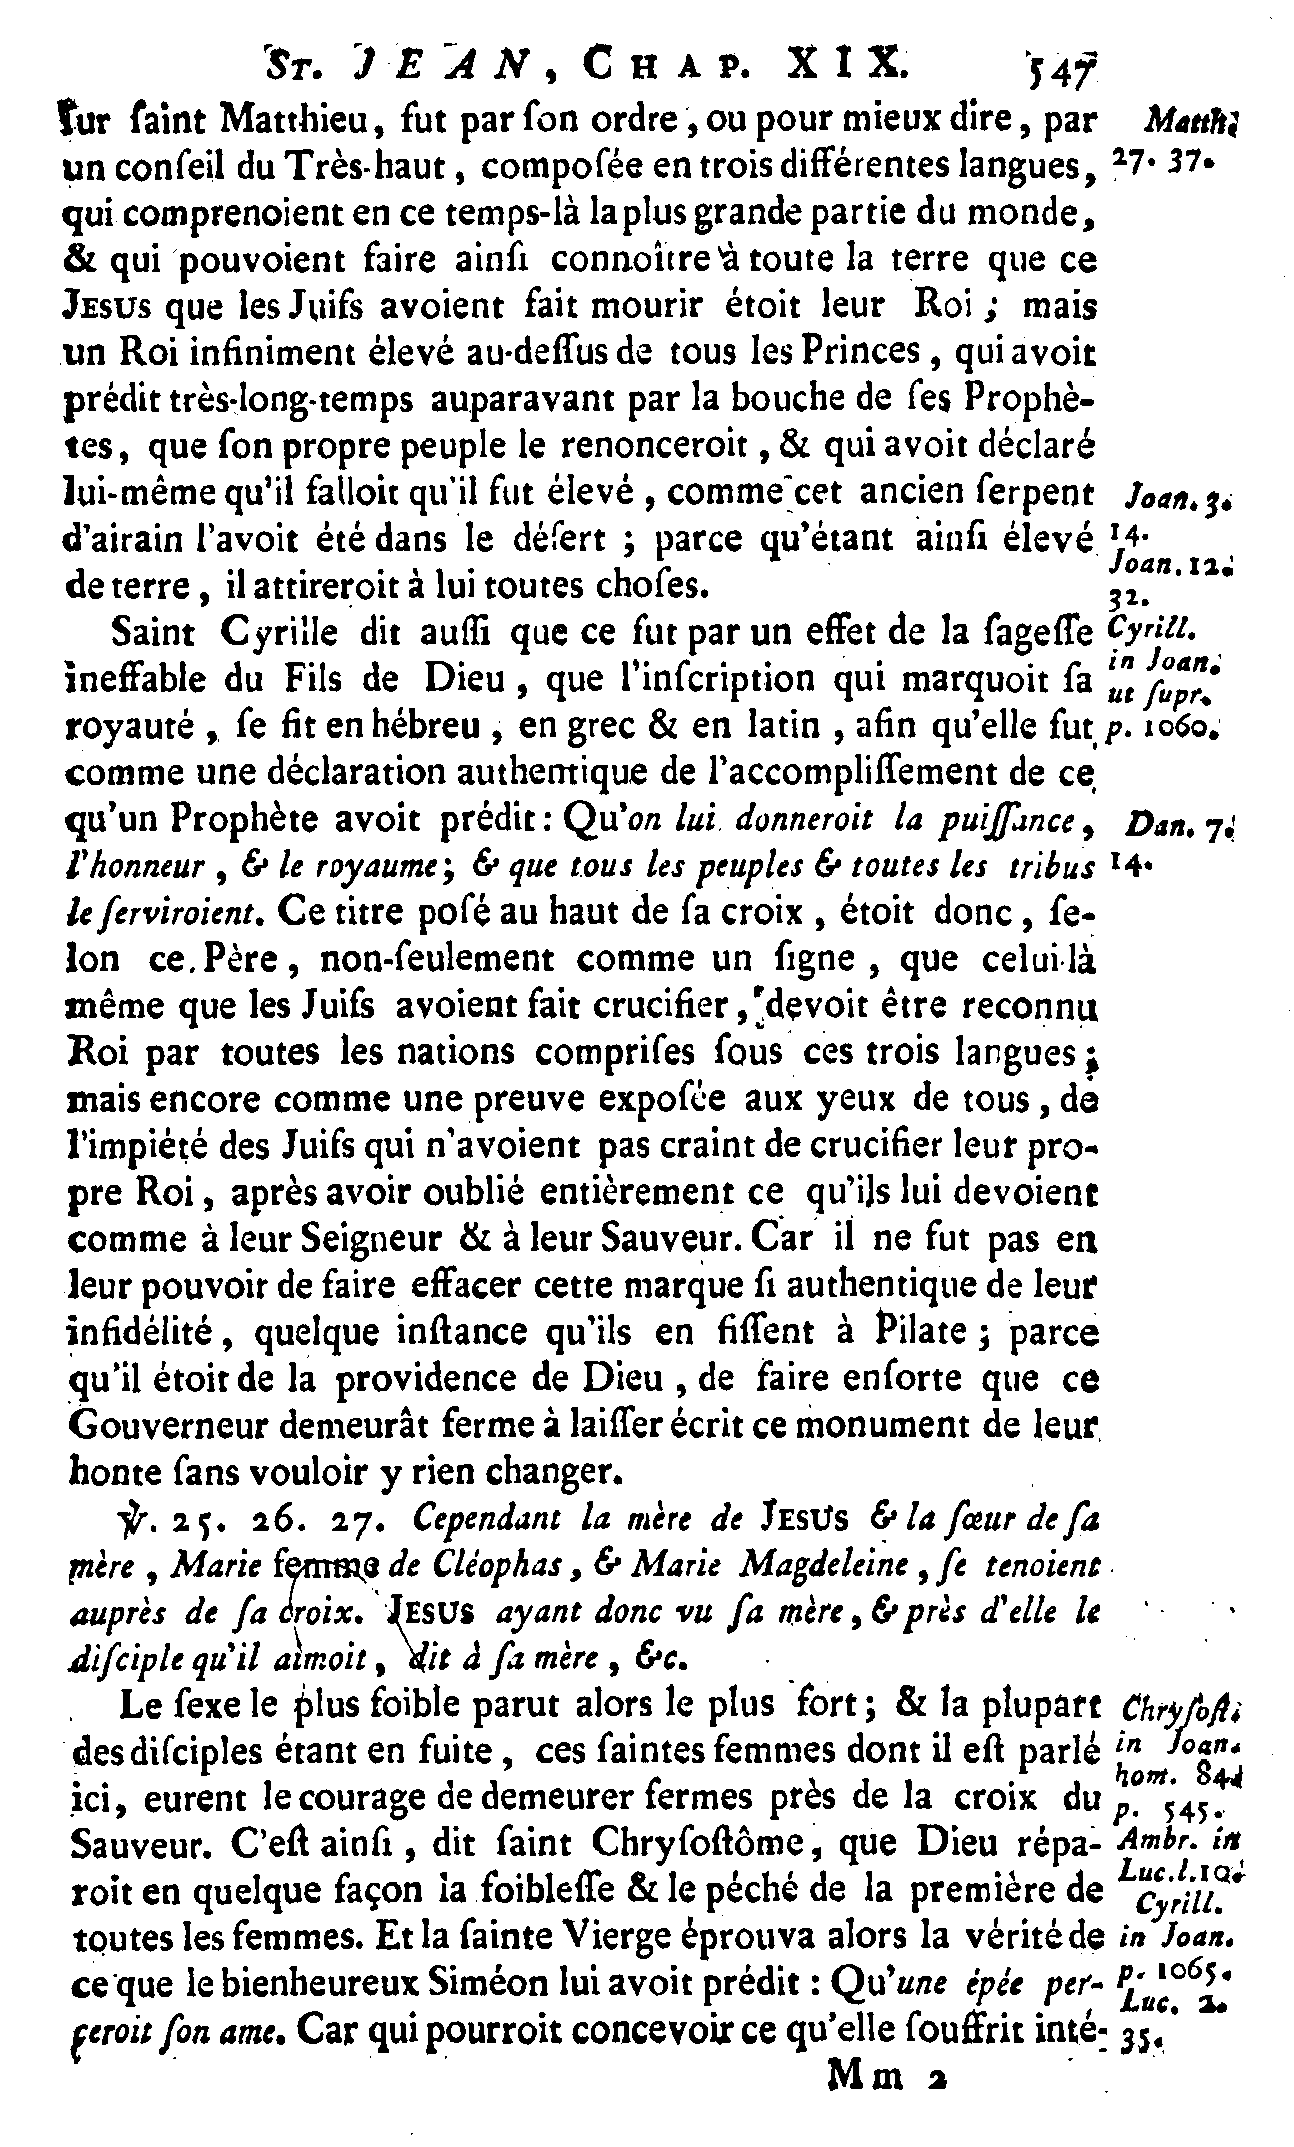 ST. JEAN, CHAP. XIX. 547
ſur ſaint Matthieu, fut par ſon ordre, ou pour mieux dire, par
Matth.
un conſeil du Très-haut, compoſée en trois différentes langues,
27. 37.
qui comprenoient en ce temps-là la plus grande partie du monde,
& qui pouvoient faire ainſi connoître à toute la terre que ce
JESUS que les Juifs avoient fait mourir étoit leur Roi; mais
un Roi infiniment élevé au-deſſus de tous les Princes, qui avoit
prédit très-long-temps auparavant par la bouche de ſes Prophè-
tes, que ſon propre peuple le renonceroit, & qui avoit déclaré
lui-même qu'il falloit qu'il fut élevé, comme cet ancien ſerpent
Joan. 3.
d'airain l'avoit été dans le déſert; parce qu'étant ainſi élevé
14.
Joan. 12.
de terre, il attireroit à lui toutes choſes.
32.
Saint Cyrille dit auſſi que ce fut par un effet de la ſageſſe
Cyrill.
ineffable du Fils de Dieu, que l'inſcription qui marquoit ſa
in Joan.
ut ſupr.
royauté, ſe fit en hébreu, en grec & en latin, afin qu'elle fut
p. 1060.
comme une déclaration authentique de l'accompliſſement de ce
qu'un Prophète avoit prédit: Qu'on lui donneroit la puiſſance,
Dan. 7.
l'honneur, & le royaume; & que tous les peuples & toutes les tribus
14.
le ſerviroient. Ce titre poſé au haut de ſa croix, étoit donc, ſe-
lon ce Père, non-ſeulement comme un ſigne, que celui-là
même que les Juifs avoient fait crucifier, devoit être reconnu
Roi par toutes les nations compriſes ſous ces trois langues;
mais encore comme une preuve expoſée aux yeux de tous, de
l'impiété des Juifs qui n'avoient pas craint de crucifier leur pro-
pre Roi, après avoir oublié entièrement ce qu'ils lui devoient
comme à leur Seigneur & à leur Sauveur. Car il ne fut pas en
leur pouvoir de faire effacer cette marque ſi authentique de leur
infidélité, quelque inſtance qu'ils en fiſſent à Pilate; parce
qu'il étoit de la providence de Dieu, de faire enſorte que ce
Gouverneur demeurât ferme à laiſſer écrit ce monument de leur
honte ſans vouloir y rien changer.
℣. 25. 26. 27. Cependant la mère de JESUS & la ſœur de ſa
mère, Marie femme de Cléophas, & Marie Magdeleine, ſe tenoient
auprès de ſa croix. JESUS ayant donc vu ſa mère, & près d'elle le
diſciple qu'il aimoit, dit à ſa mère, &c.
Le ſexe le plus foible parut alors le plus fort; & la plupart
Chryſoſt.
des diſciples étant en fuite, ces ſaintes femmes dont il eſt parlé
in Joan.
hom. 84.
ici, eurent le courage de demeurer fermes près de la croix du
p. 545.
Sauveur. C'eſt ainſi, dit ſaint Chryſoſtôme, que Dieu répa-
Ambr. in
roit en quelque façon la foibleſſe & le péché de la première de
Luc. l. 10.
Cyrill.
toutes les femmes. Et la ſainte Vierge éprouva alors la vérité de
in Joan.
ce que le bienheureux Siméon lui avoit prédit: Qu'une épée per-
p. 1065.
Luc. 2.
çeroit ſon ame. Car qui pourroit concevoir ce qu'elle ſouffrit inté-
35.
Mm 2